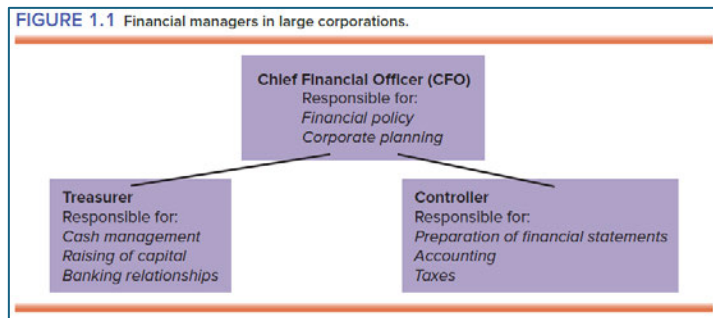 FIGURE 1.1 Financial managers in large corporations.
Chief Financial Officer (CFO)
Responsible for:
Financial policy
Corporate planning
Treasurer
Responsible for:
Cash management
Raising of capital
Banking relationships
Controller
Responsible for:
Preparation of financial statements
Accounting
Taxes